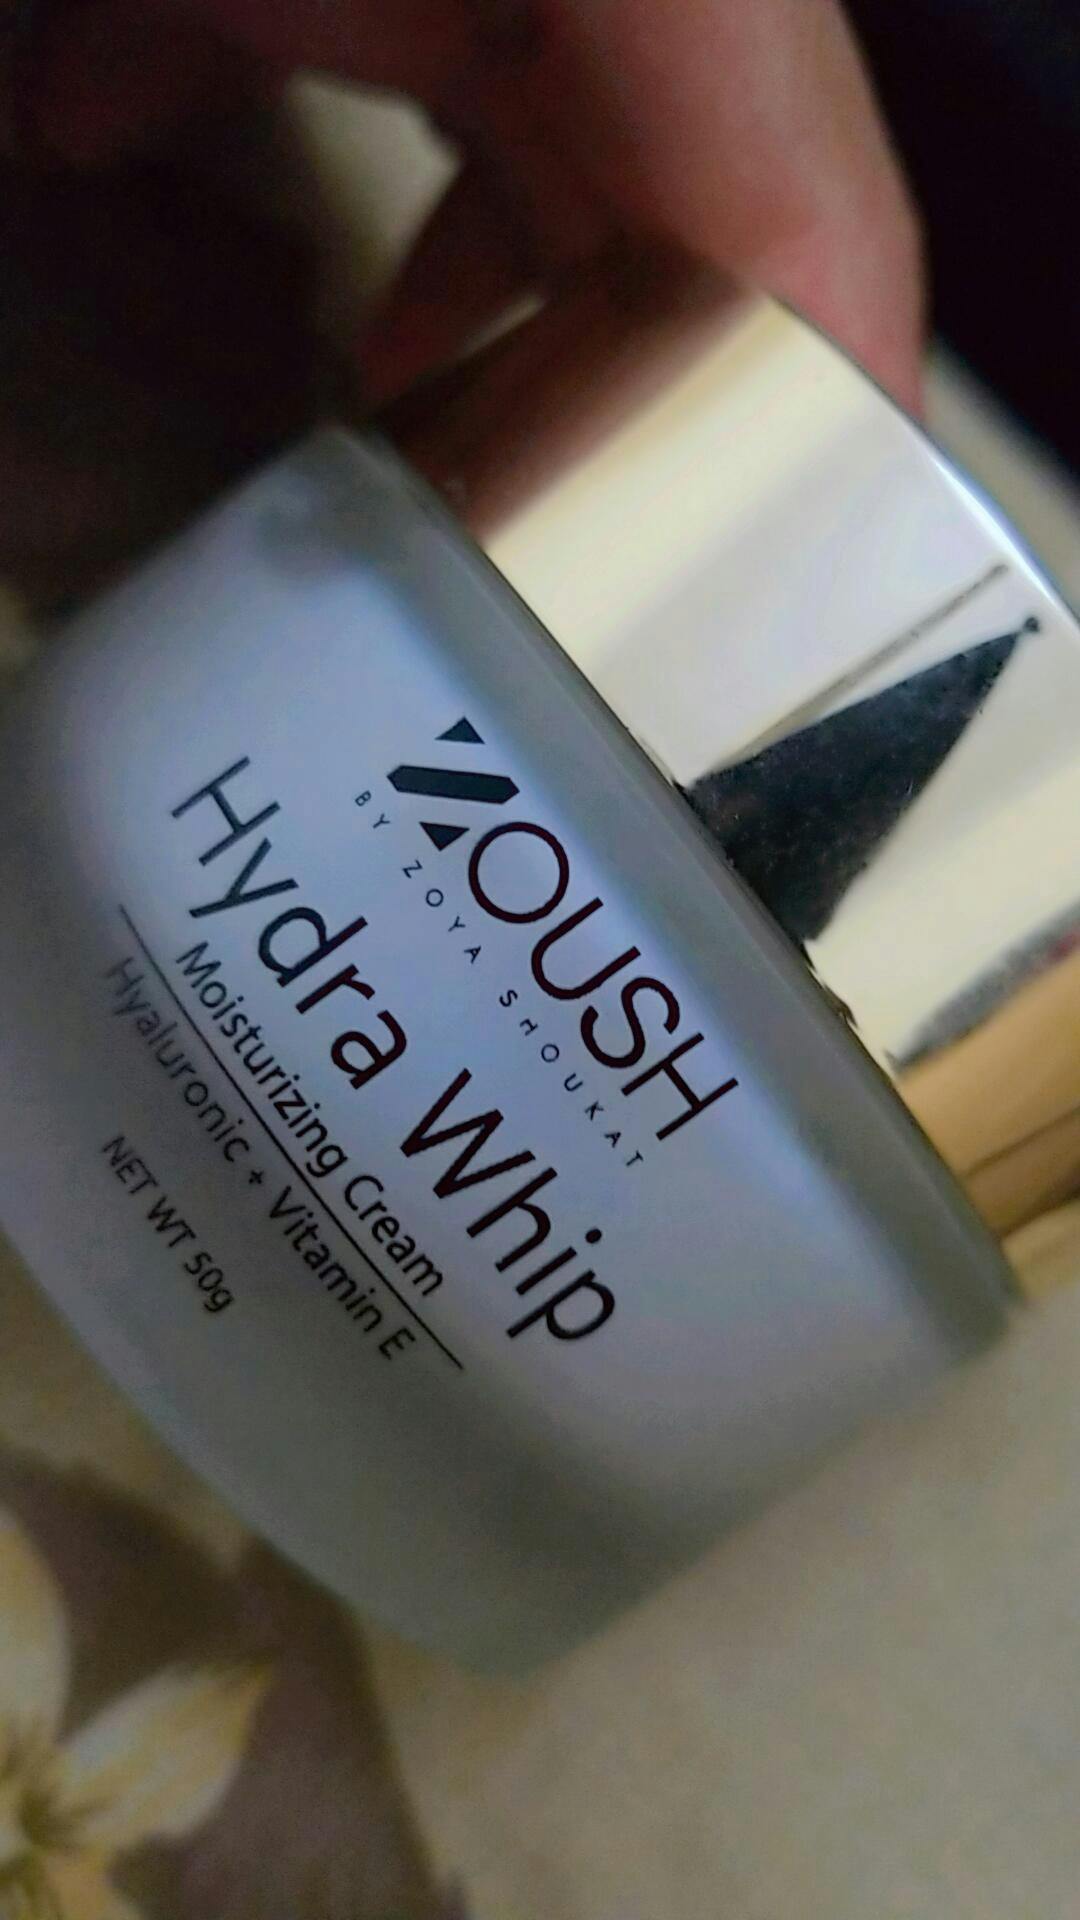 ZOUSH
BY ZOYA SHOUKAT
Hydra Whip
Moisturizing Cream
Hyaluronic + Vitamin E
NET WT 50g